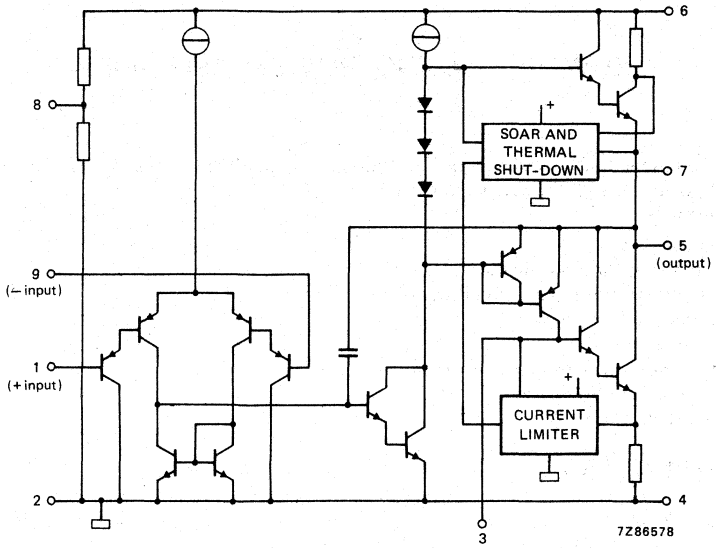 6
8
+
SOAR AND
THERMAL
SHUT-DOWN
7
5
(output)
9
(– input)
1
(+ input)
+
CURRENT
LIMITER
2
4
3
7Z86578